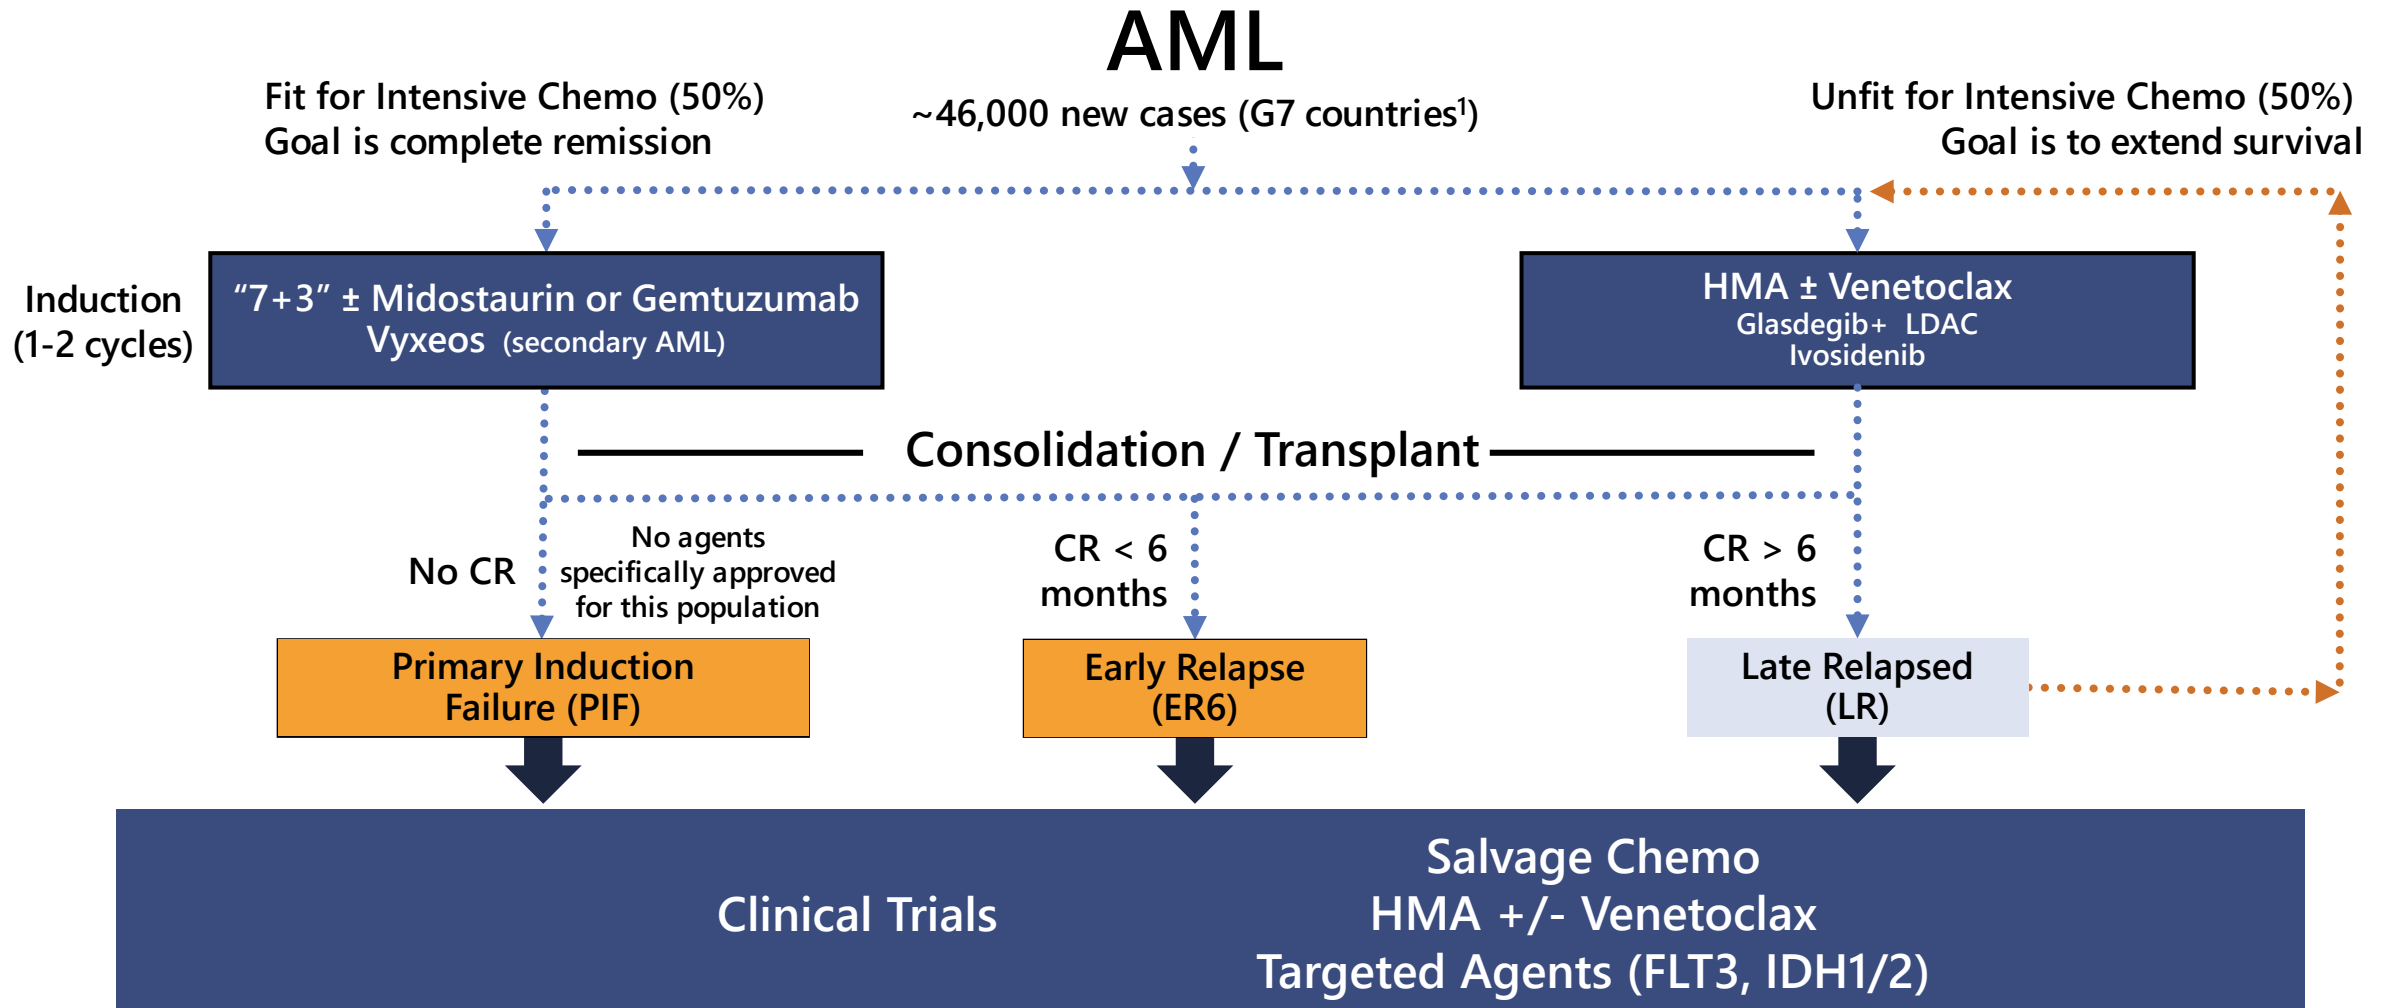 AML
~46,000 new cases (G7 countries¹)
Fit for Intensive Chemo (50%)
Goal is complete remission
Unfit for Intensive Chemo (50%)
Goal is to extend survival
Induction
(1-2 cycles)
“7+3” ± Midostaurin or Gemtuzumab
Vyxeos (secondary AML)
HMA ± Venetoclax
Glasdegib+ LDAC
Ivosidenib
Consolidation / Transplant
No CR
No agents
specifically approved
for this population
CR < 6
months
CR > 6
months
Primary Induction
Failure (PIF)
Early Relapse
(ER6)
Late Relapsed
(LR)
Clinical Trials
Salvage Chemo
HMA +/- Venetoclax
Targeted Agents (FLT3, IDH1/2)